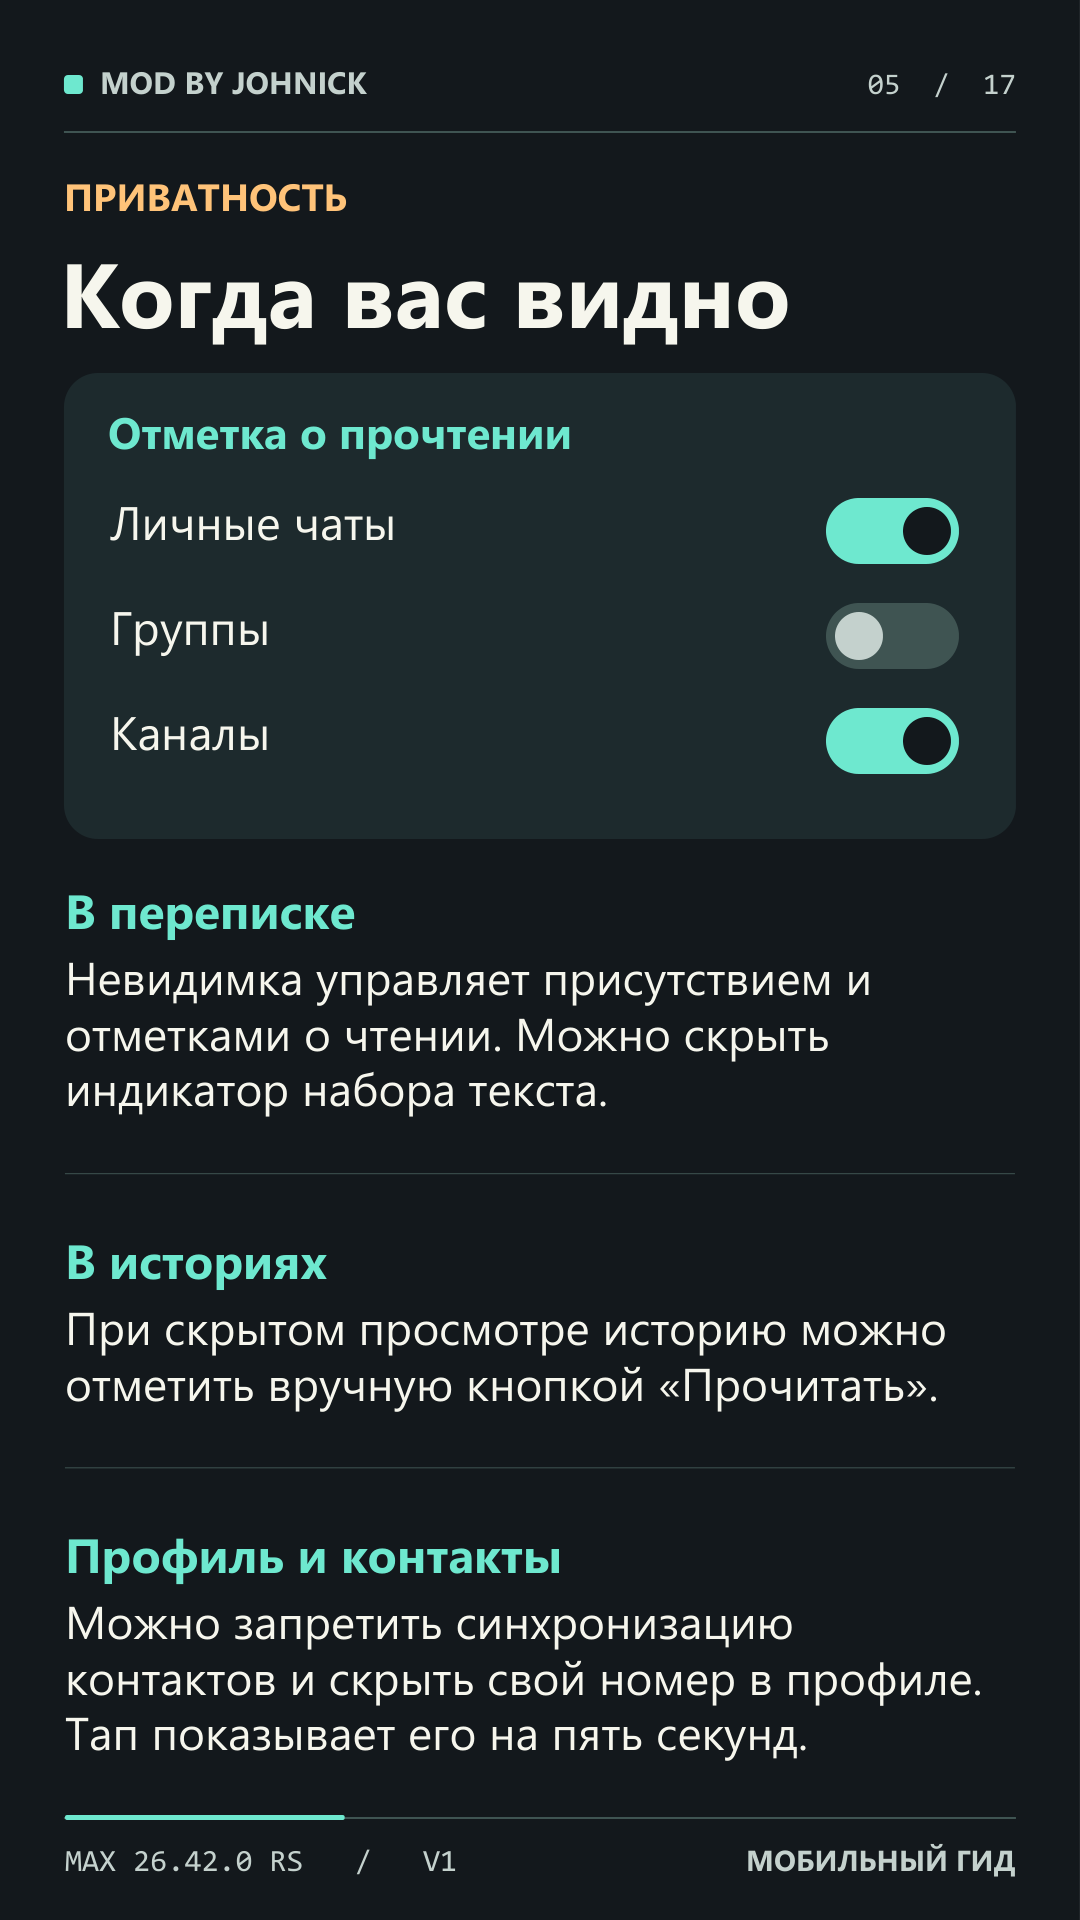 MOD BY JOHNICK 05 / 17
ПРИВАТНОСТЬ
Когда вас видно
Отметка о прочтении
Личные чаты
Группы
Каналы
В переписке
Невидимка управляет присутствием и
отметками о чтении. Можно скрыть
индикатор набора текста.
В историях
При скрытом просмотре историю можно
отметить вручную кнопкой «Прочитать».
Профиль и контакты
Можно запретить синхронизацию
контактов и скрыть свой номер в профиле.
Тап показывает его на пять секунд.
MAX 26.42.0 RS / V1 МОБИЛЬНЫЙ ГИД